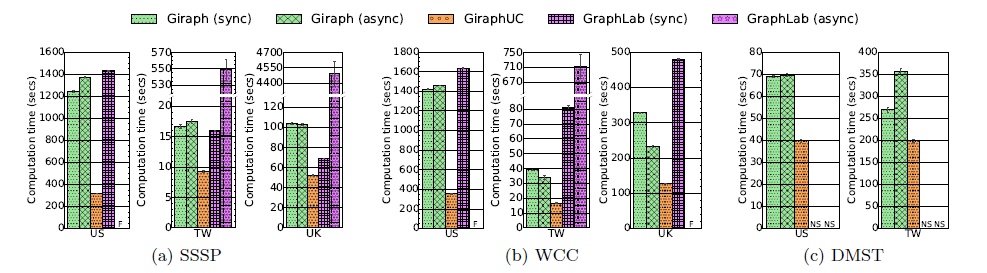 Giraph (sync) Giraph (async) GiraphUC GraphLab (sync) GraphLab (async)
Computation time (secs)
1600
1400
1200
1000
800
600
400
200
0
F
US
Computation time (secs)
570
550
530
20
15
10
5
0
TW
Computation time (secs)
4700
4550
4400
120
100
80
60
40
20
0
UK
(a) SSSP
Computation time (secs)
1800
1600
1400
1200
1000
800
600
400
200
0
F
US
Computation time (secs)
750
710
670
80
70
60
50
40
30
20
10
0
TW
Computation time (secs)
500
400
300
200
100
0
F
UK
(b) WCC
Computation time (secs)
80
70
60
50
40
30
20
10
0
NS NS
US
Computation time (secs)
400
350
300
250
200
150
100
50
0
NS NS
TW
(c) DMST